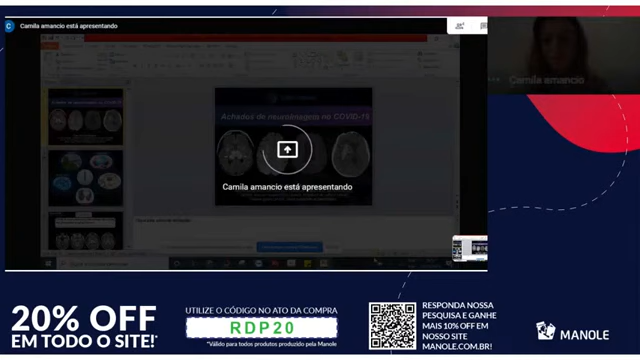 C Camila amancio está apresentando
Camila amancio
Achados de neuroimagem no COVID-19
Camila amancio está apresentando
20% OFF
EM TODO O SITE!*
UTILIZE O CÓDIGO NO ATO DA COMPRA
RDP20
*Válido para todos produtos produzido pela Manole
RESPONDA NOSSA
PESQUISA E GANHE
MAIS 10% OFF EM
NOSSO SITE
MANOLE.COM.BR!
MANOLE